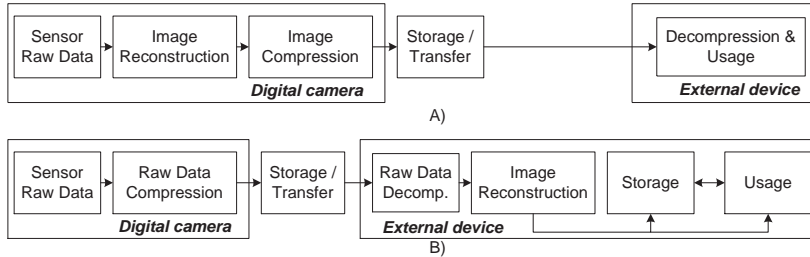 Sensor
Raw Data
Image
Reconstruction
Image
Compression
Digital camera
Storage /
Transfer
Decompression &
Usage
External device
A)
Sensor
Raw Data
Raw Data
Compression
Digital camera
Storage /
Transfer
Raw Data
Decomp.
Image
Reconstruction
Storage
Usage
External device
B)